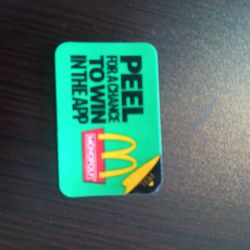 PEEL
FOR A CHANCE
TO WIN
IN THE APP
MONOPOLY